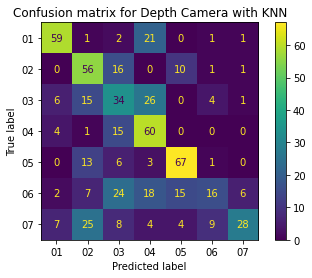 Confusion matrix for Depth Camera with KNN
True label
01 59 1 2 21 0 1 1
02 0 56 16 0 10 1 1
03 6 15 34 26 0 4 1
04 4 1 15 60 0 0 0
05 0 13 6 3 67 1 0
06 2 7 24 18 15 16 6
07 7 25 8 4 4 9 28
01 02 03 04 05 06 07
Predicted label
60
50
40
30
20
10
0